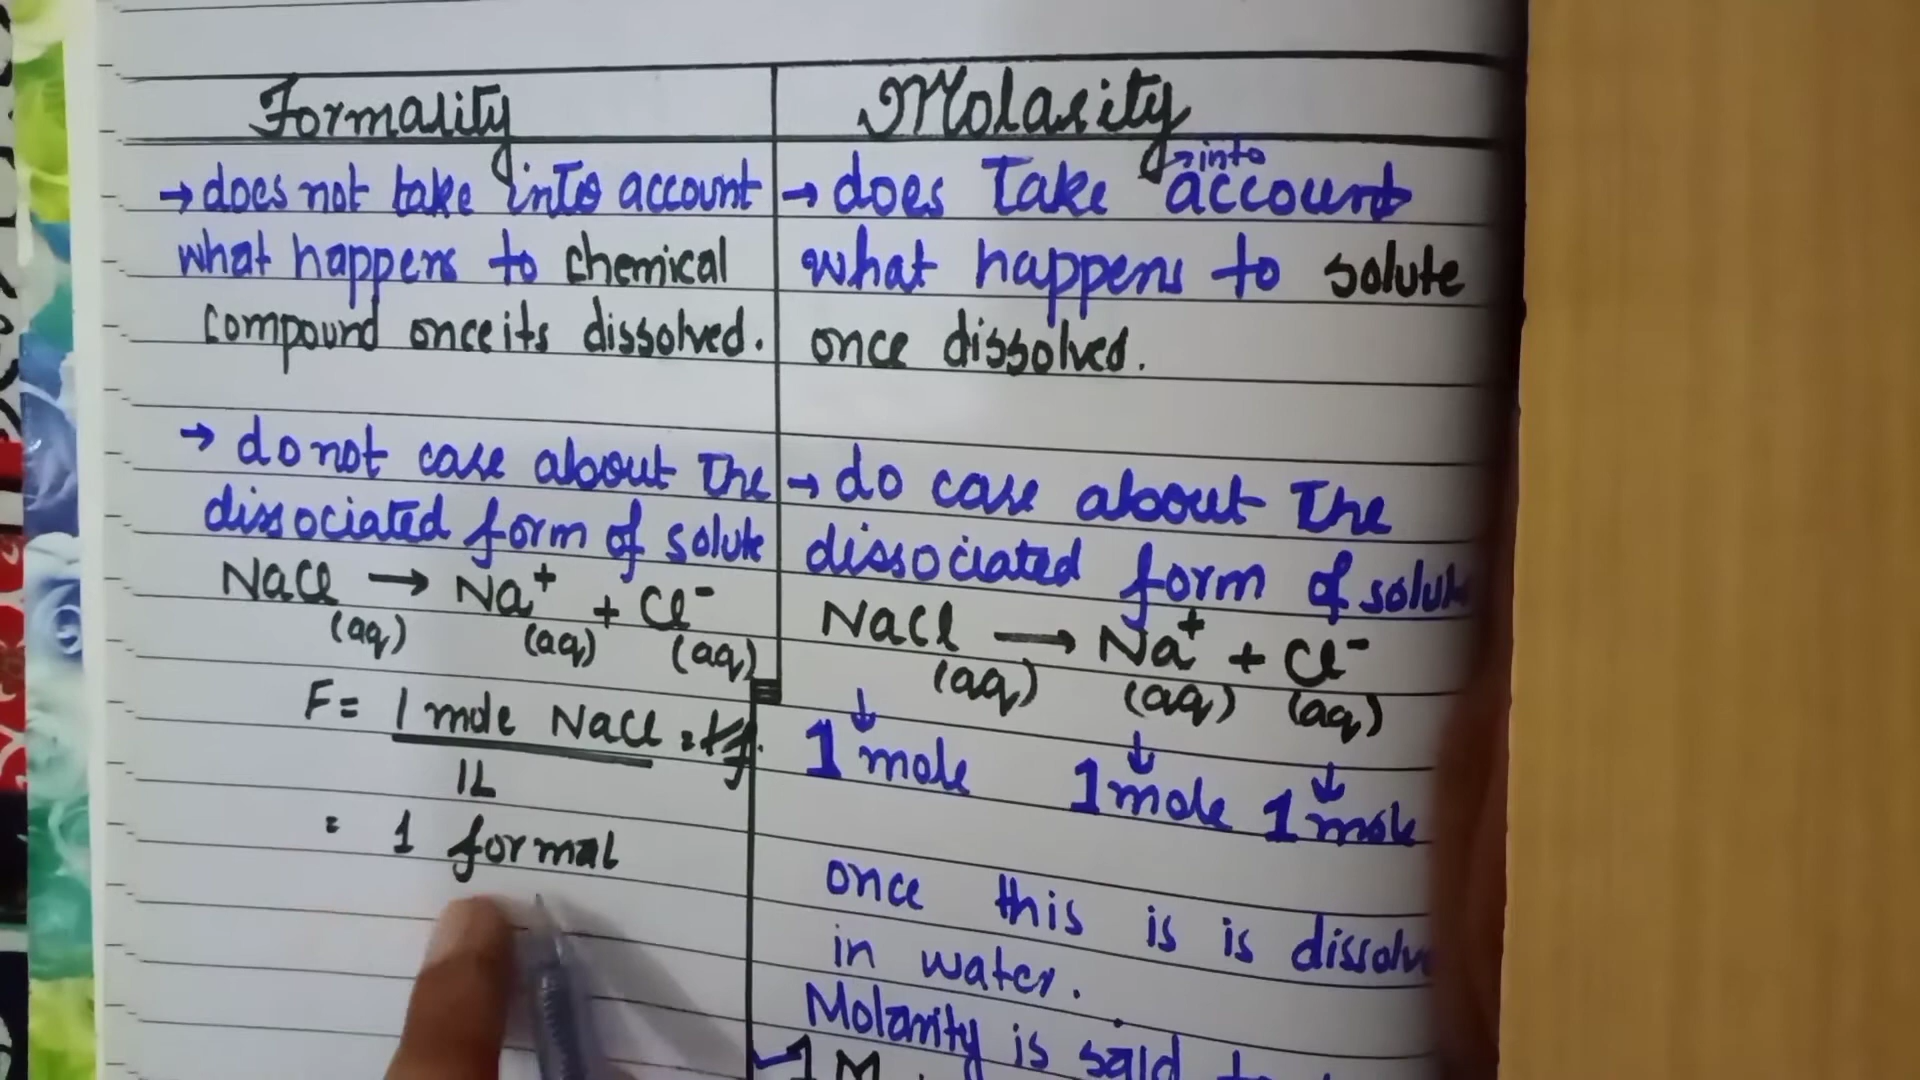 Formality
→ does not take into account
what happens to chemical
compound once its dissolved.
→ do not care about the
dissociated form of solute
NaCl → Na⁺ + Cl⁻
(aq) (aq) (aq)
F = 1 mole NaCl
1L
= 1 formal
Molarity
→ into
→ does Take account
what happens to solute
once dissolved.
→ do care about The
dissociated form of
NaCl → Na⁺ + Cl⁻
(aq) (aq) (aq)
↓ ↓ ↓
1 mole 1 mole 1 mole
once this is is
in water.
Molarity is said
1M